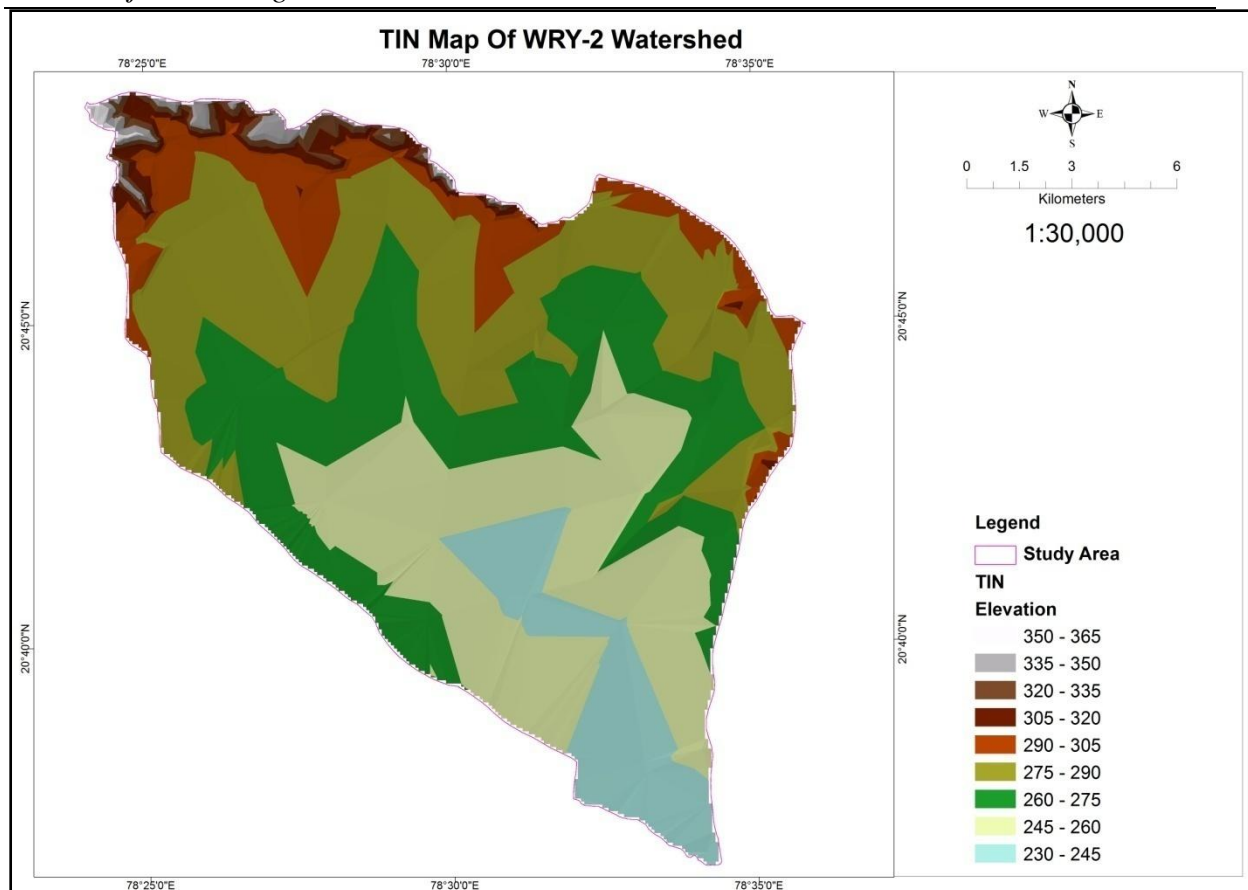 TIN Map Of WRY-2 Watershed
78°25'0"E 78°30'0"E 78°35'0"E
N
W E
S
0 1.5 3 6
Kilometers
1:30,000
20°45'0"N 20°45'0"N
20°40'0"N 20°40'0"N
Legend
Study Area
TIN
Elevation
350 - 365
335 - 350
320 - 335
305 - 320
290 - 305
275 - 290
260 - 275
245 - 260
230 - 245
78°25'0"E 78°30'0"E 78°35'0"E